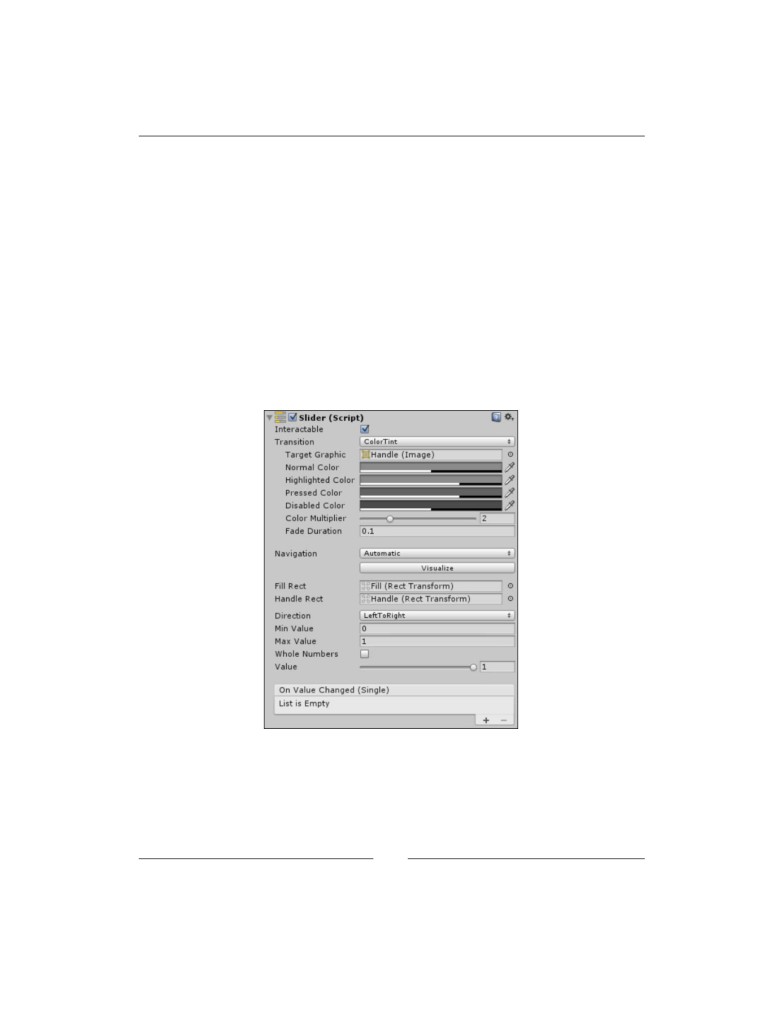 Slider (Script)
Interactable
Transition ColorTint
Target Graphic Handle (Image)
Normal Color
Highlighted Color
Pressed Color
Disabled Color
Color Multiplier 2
Fade Duration 0.1
Navigation Automatic
Visualize
Fill Rect Fill (Rect Transform)
Handle Rect Handle (Rect Transform)
Direction LeftToRight
Min Value 0
Max Value 1
Whole Numbers
Value 1
On Value Changed (Single)
List is Empty